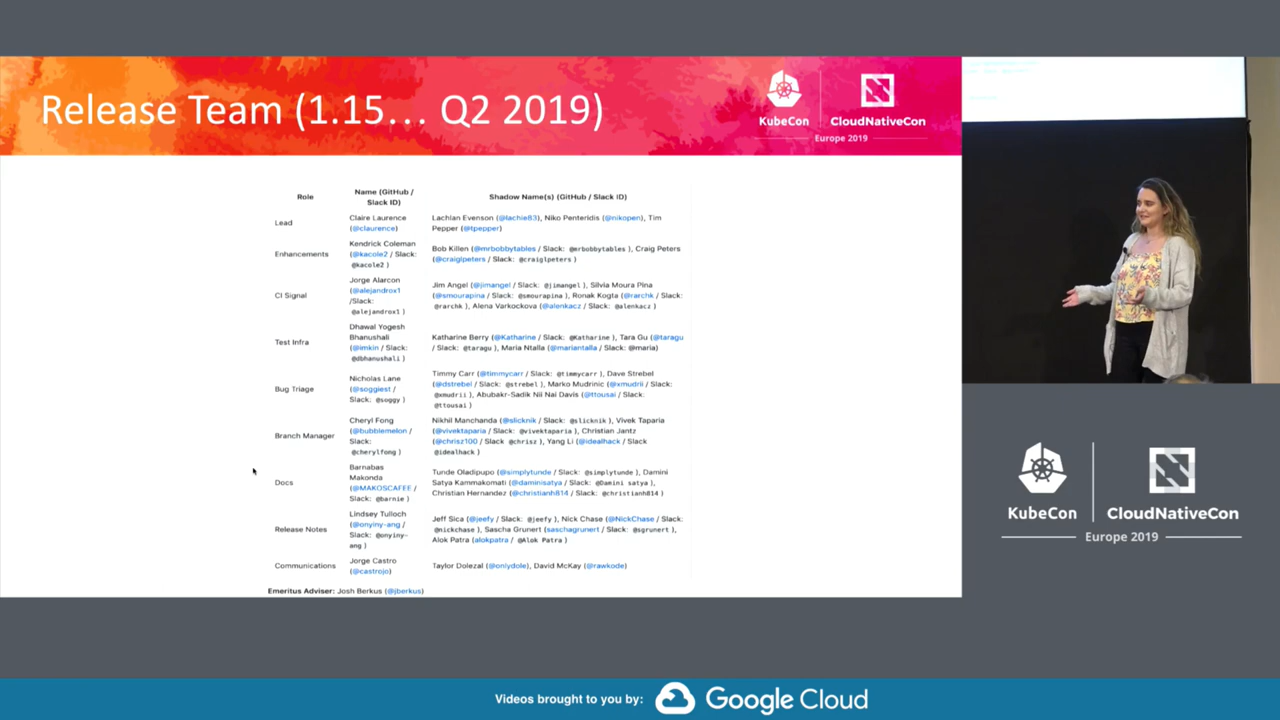 Release Team (1.15... Q2 2019)
KubeCon
CloudNativeCon
Europe 2019
Role
Name (GitHub /
Slack ID)
Shadow Name(s) (GitHub / Slack ID)
Lead
Claire Laurence
(@claurence)
Lachlan Evenson (@lachie83), Niko Penteridis (@nikopen), Tim
Pepper (@tpepper)
Enhancements
Kendrick Coleman
(@kacole2 / Slack:
@kacole2 )
Bob Killen (@mrbobbytables / Slack: @mrbobbytables ), Craig Peters
(@craiglpeters / Slack: @craiglpeters )
CI Signal
Jorge Alarcon
(@alejandrox1
/Slack:
@alejandrox1 )
Jim Angel (@jimangel / Slack: @jimangel ), Silvia Moura Pina
(@smourapina / Slack: @smourapina ), Ronak Kogta (@rarchk / Slack:
@rarchk ), Alena Varkockova (@alenkacz / Slack: @alenkacz )
Test Infra
Dhawal Yogesh
Bhanushali
(@imkin / Slack:
@dbhanushali )
Katharine Berry (@Katharine / Slack: @Katharine ), Tara Gu (@taragu
/ Slack: @taragu ), Maria Ntalla (@mariantalla / Slack: @maria)
Bug Triage
Nicholas Lane
(@soggiest /
Slack: @soggy )
Timmy Carr (@timmycarr / Slack: @timmycarr ), Dave Strebel
(@dstrebel / Slack: @strebel ), Marko Mudrinic (@xmudrii / Slack:
@xmudrii ), Abubakr-Sadik Nii Nai Davis (@ttousai / Slack:
@ttousai )
Branch Manager
Cheryl Fong
(@bubblemelon /
Slack:
@cherylfong )
Nikhil Manchanda (@slicknik / Slack: @slicknik ), Vivek Taparia
(@vivektaparia / Slack: @vivektaparia ), Christian Jantz
(@chrisz100 / Slack @chrisz ), Yang Li (@idealhack / Slack
@idealhack )
Docs
Barnabas
Makonda
(@MAKOSCAFEE /
Slack: @barnie )
Tunde Oladipupo (@simplytunde / Slack: @simplytunde ), Damini
Satya Kammakomati (@daminisatya / Slack: @Damini satya ),
Christian Hernandez (@christianh814 / Slack: @christianh814 )
Release Notes
Lindsey Tulloch
(@onyiny-ang /
Slack: @onyiny-
ang )
Jeff Sica (@jeefy / Slack: @jeefy ), Nick Chase (@NickChase / Slack:
@nickchase ), Sascha Grunert (saschagrunert / Slack: @sgrunert ),
Alok Patra (alokpatra / @Alok Patra )
Communications
Jorge Castro
(@castrojo)
Taylor Dolezal (@onlydole), David McKay (@rawkode)
Emeritus Adviser: Josh Berkus (@jberkus)
KubeCon
CloudNativeCon
Europe 2019
Videos brought to you by: Google Cloud